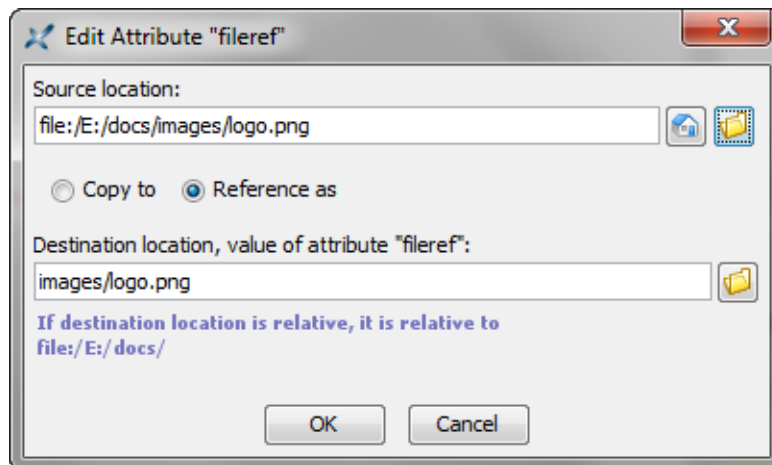 Edit Attribute "fileref"
Source location:
file:/E:/docs/images/logo.png
Copy to
Reference as
Destination location, value of attribute "fileref":
images/logo.png
If destination location is relative, it is relative to
file:/E:/docs/
OK
Cancel